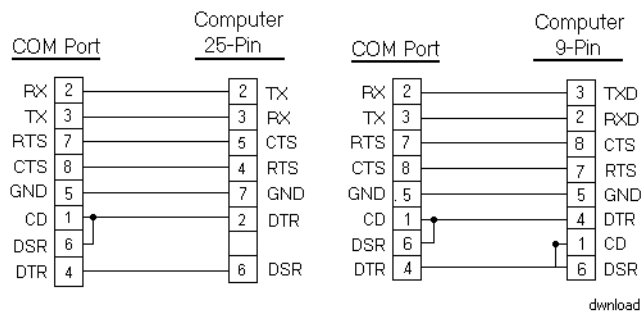 Computer Computer
COM Port 25-Pin COM Port 9-Pin
RX 2 2 TX RX 2 3 TXD
TX 3 3 RX TX 3 2 RXD
RTS 7 5 CTS RTS 7 8 CTS
CTS 8 4 RTS CTS 8 7 RTS
GND 5 7 GND GND .5 5 GND
CD 1 2 DTR CD 1 4 DTR
DSR 6 DSR 6 1 CD
DTR 4 6 DSR DTR 4 6 DSR
dwnload